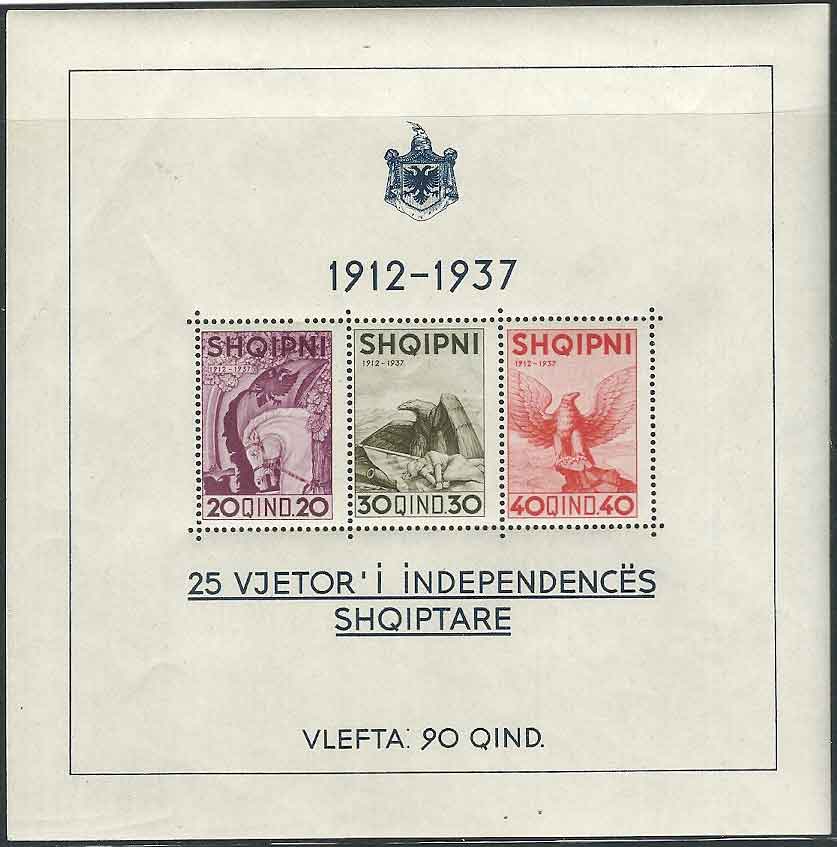 1912-1937
SHQIPNI
1912-1937
20 QIND. 20
SHQIPNI
1912-1937
30 QIND. 30
SHQIPNI
1912-1937
40 QIND. 40
25 VJETOR'I INDEPENDENCËS
SHQIPTARE
VLEFTA: 90 QIND.